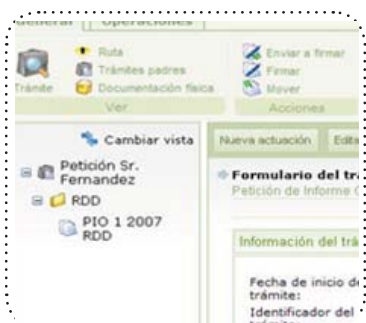 General Operaciones
Ruta
Trámites padres
Documentación física
Trámite
Ver
Enviar a firmar
Firmar
Mover
Acciones
Cambiar vista
Petición Sr.
Fernandez
RDD
PIO 1 2007
RDD
Nueva actuación Edita
Formulario del trá
Petición de Informe
Información del trá
Fecha de inicio de
trámite:
Identificador del
trámite: